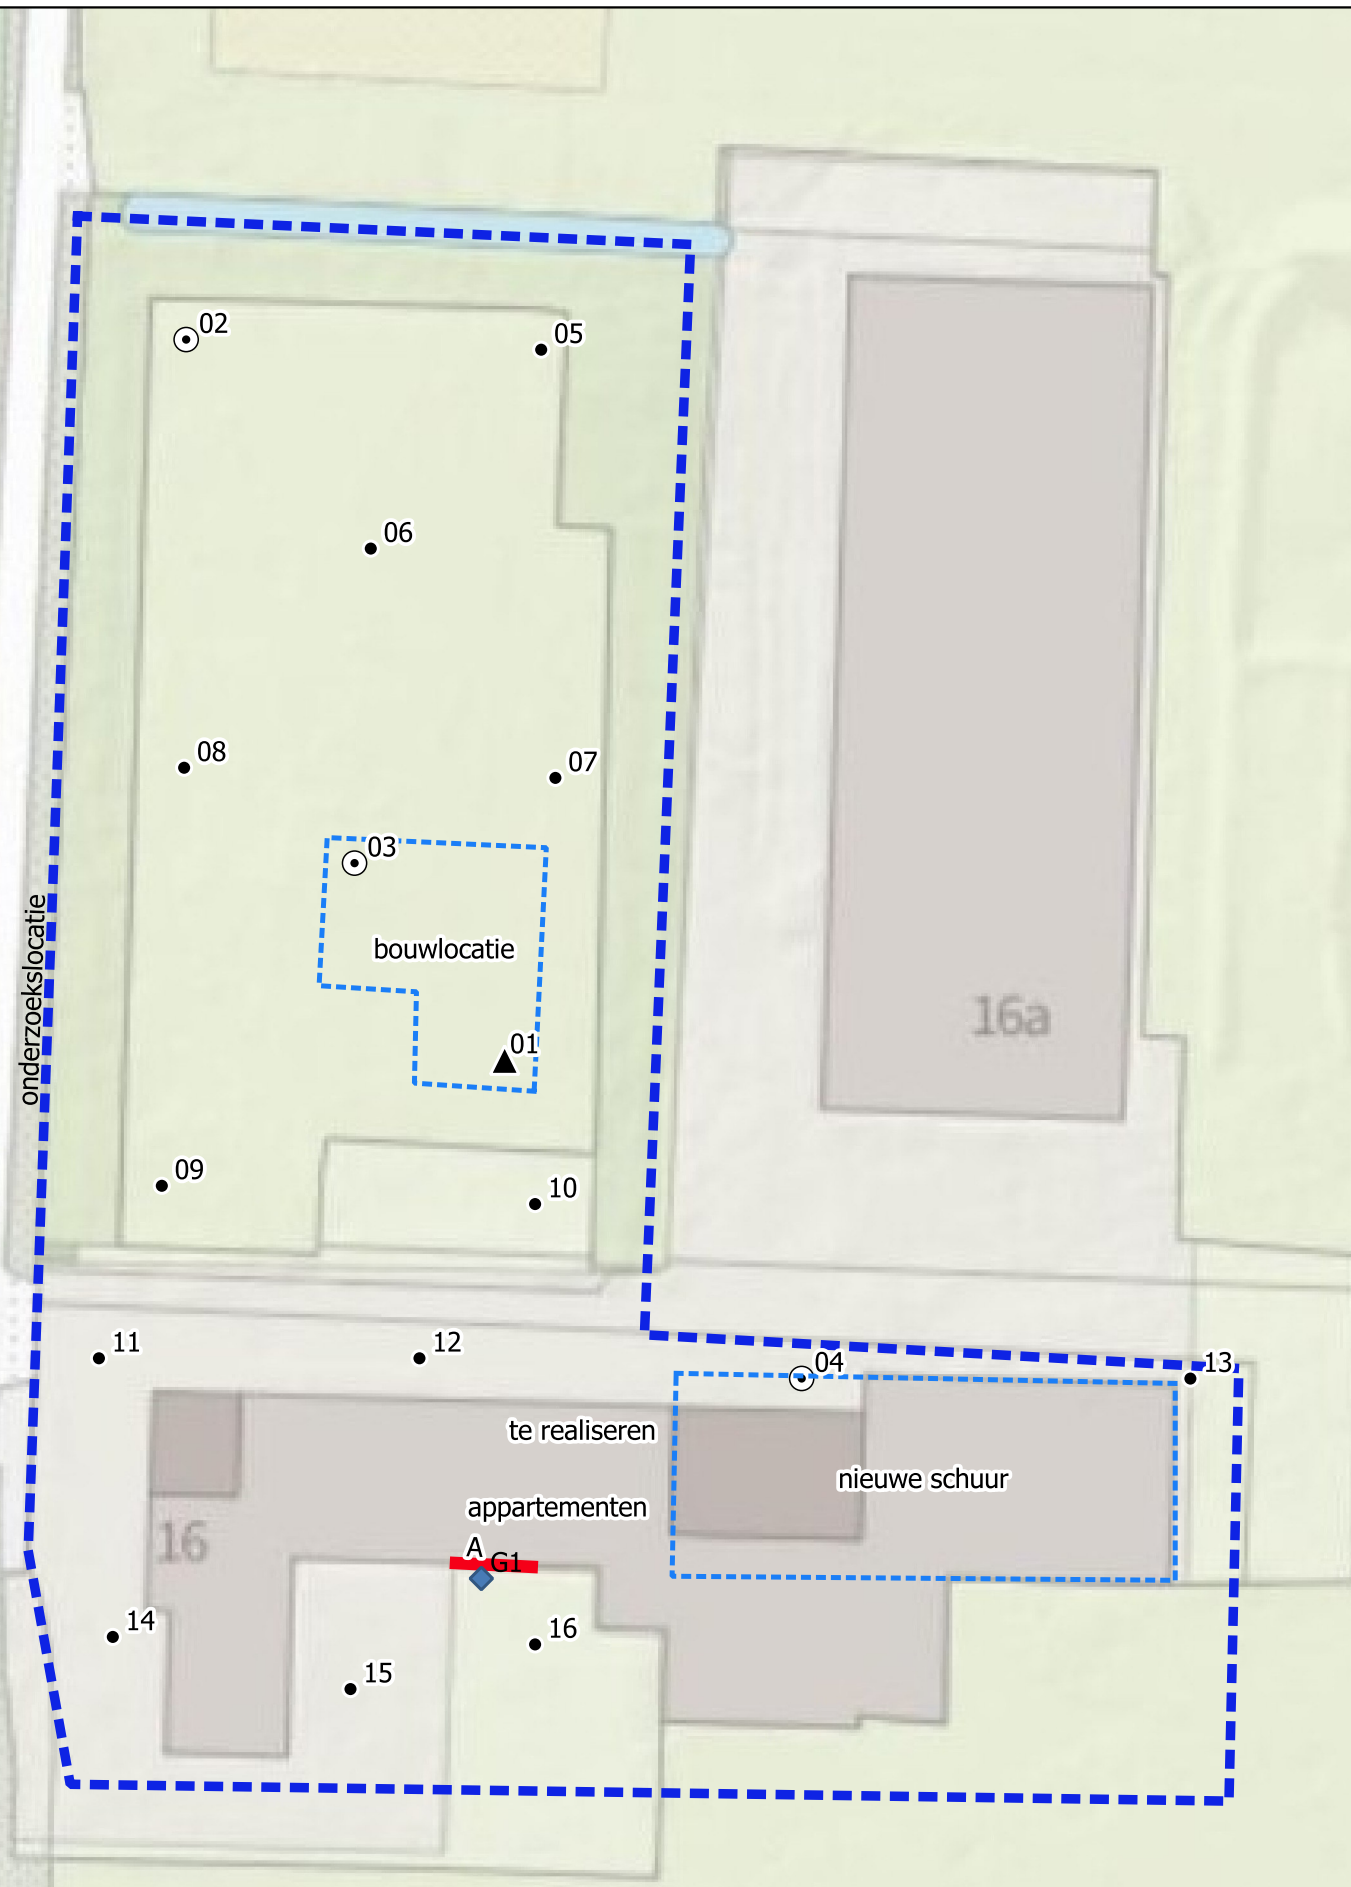 02
05
06
08
07
03
bouwlocatie
onderzoekslocatie
16a
01
09
10
11
12
04
13
te realiseren
nieuwe schuur
appartementen
16
A
G1
14
16
15